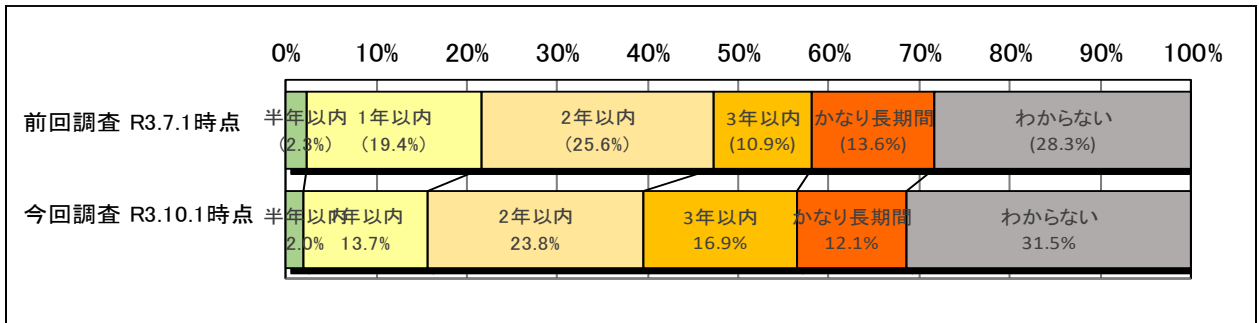 0% 10% 20% 30% 40% 50% 60% 70% 80% 90% 100%
前回調査 R3.7.1時点
半年以内 1年以内 2年以内 3年以内 かなり長期間 わからない
(2.3%) (19.4%) (25.6%) (10.9%) (13.6%) (28.3%)
今回調査 R3.10.1時点
半年以内 1年以内 2年以内 3年以内 かなり長期間 わからない
2.0% 13.7% 23.8% 16.9% 12.1% 31.5%